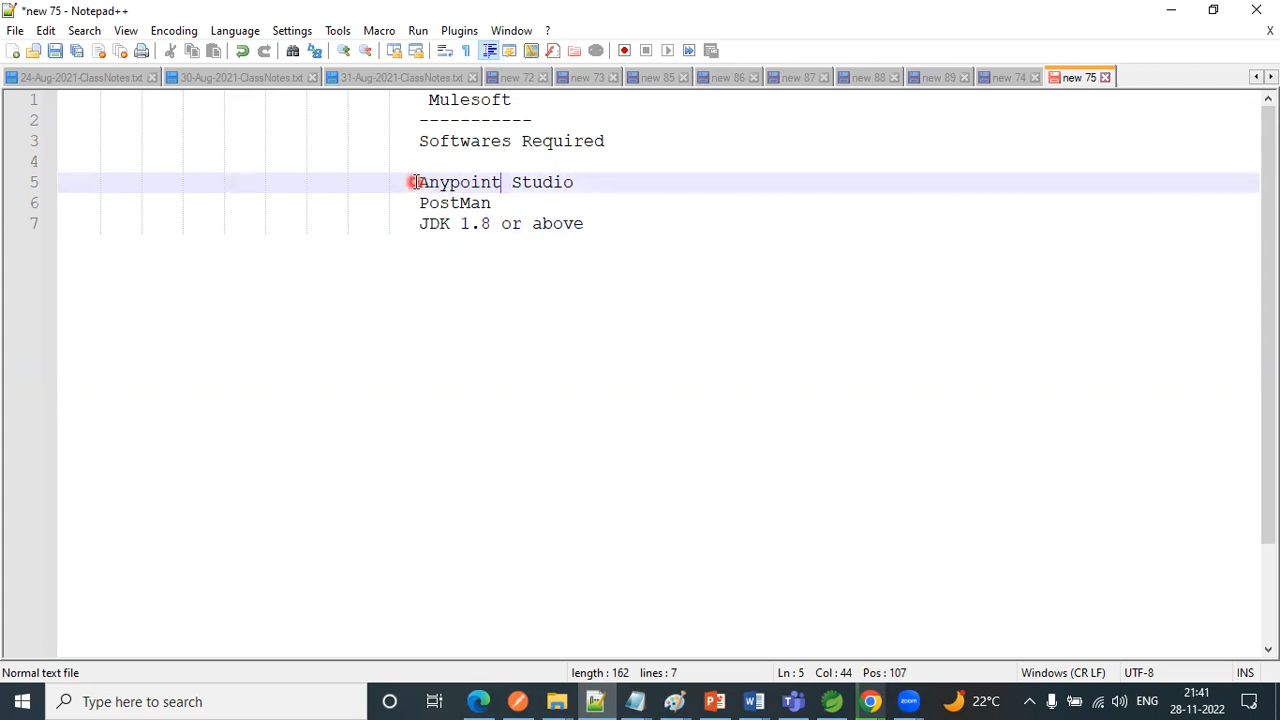 *new 75 - Notepad++
File Edit Search View Encoding Language Settings Tools Macro Run Plugins Window ? X
24-Aug-2021-ClassNotes.txt 30-Aug-2021-ClassNotes.txt 31-Aug-2021-ClassNotes.txt new 72 new 73 new 85 new 86 new 87 new 88 new 89 new 74 new 75
1 Mulesoft
2 -----------
3 Softwares Required
4
5 Anypoint Studio
6 PostMan
7 JDK 1.8 or above
Normal text file length : 162 lines : 7 Ln : 5 Col : 44 Pos : 107 Windows (CR LF) UTF-8 INS
Type here to search zoom 22°C ENG 21:41
28-11-2022